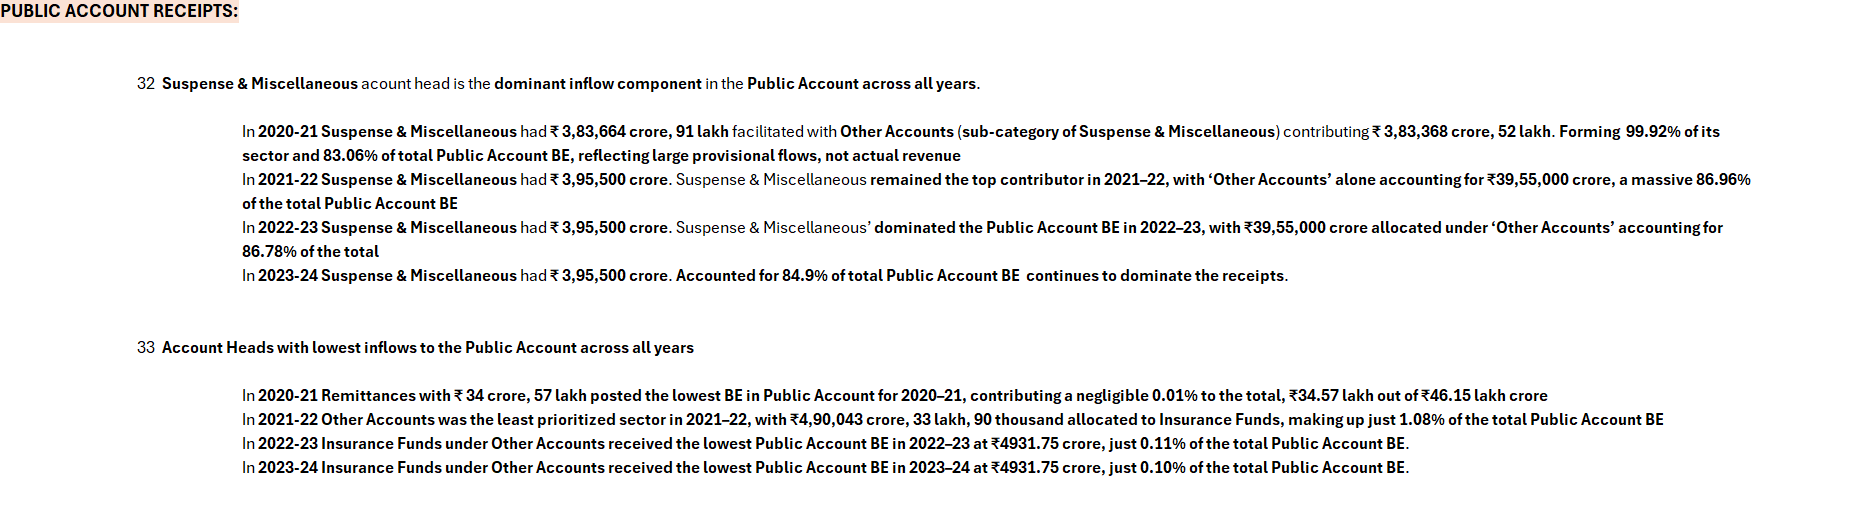 PUBLIC ACCOUNT RECEIPTS:
32 Suspense & Miscellaneous acount head is the dominant inflow component in the Public Account across all years.
In 2020-21 Suspense & Miscellaneous had ₹ 3,83,664 crore, 91 lakh facilitated with Other Accounts (sub-category of Suspense & Miscellaneous) contributing ₹ 3,83,368 crore, 52 lakh. Forming 99.92% of its
sector and 83.06% of total Public Account BE, reflecting large provisional flows, not actual revenue
In 2021-22 Suspense & Miscellaneous had ₹ 3,95,500 crore. Suspense & Miscellaneous remained the top contributor in 2021–22, with ‘Other Accounts’ alone accounting for ₹39,55,000 crore, a massive 86.96%
of the total Public Account BE
In 2022-23 Suspense & Miscellaneous had ₹ 3,95,500 crore. Suspense & Miscellaneous’ dominated the Public Account BE in 2022–23, with ₹39,55,000 crore allocated under ‘Other Accounts’ accounting for
86.78% of the total
In 2023-24 Suspense & Miscellaneous had ₹ 3,95,500 crore. Accounted for 84.9% of total Public Account BE continues to dominate the receipts.
33 Account Heads with lowest inflows to the Public Account across all years
In 2020-21 Remittances with ₹ 34 crore, 57 lakh posted the lowest BE in Public Account for 2020–21, contributing a negligible 0.01% to the total, ₹34.57 lakh out of ₹46.15 lakh crore
In 2021-22 Other Accounts was the least prioritized sector in 2021–22, with ₹4,90,043 crore, 33 lakh, 90 thousand allocated to Insurance Funds, making up just 1.08% of the total Public Account BE
In 2022-23 Insurance Funds under Other Accounts received the lowest Public Account BE in 2022–23 at ₹4931.75 crore, just 0.11% of the total Public Account BE.
In 2023-24 Insurance Funds under Other Accounts received the lowest Public Account BE in 2023–24 at ₹4931.75 crore, just 0.10% of the total Public Account BE.